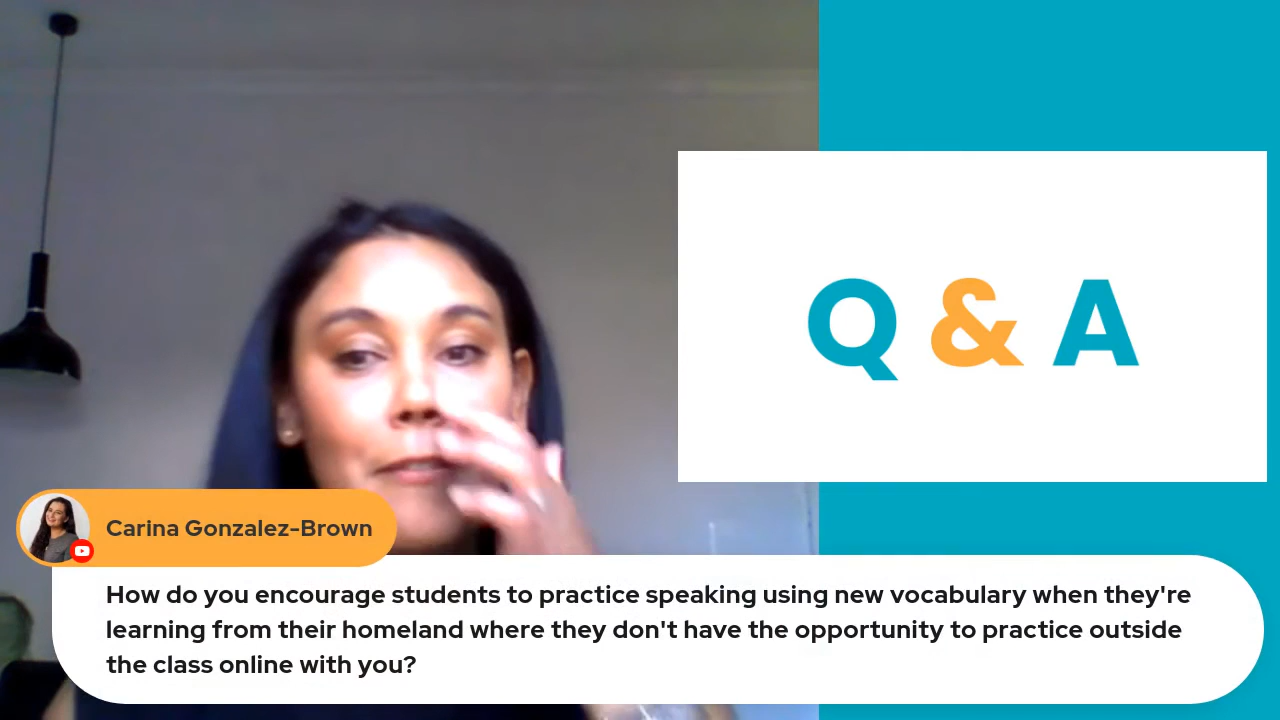 Q & A
Carina Gonzalez-Brown
How do you encourage students to practice speaking using new vocabulary when they're
learning from their homeland where they don't have the opportunity to practice outside
the class online with you?